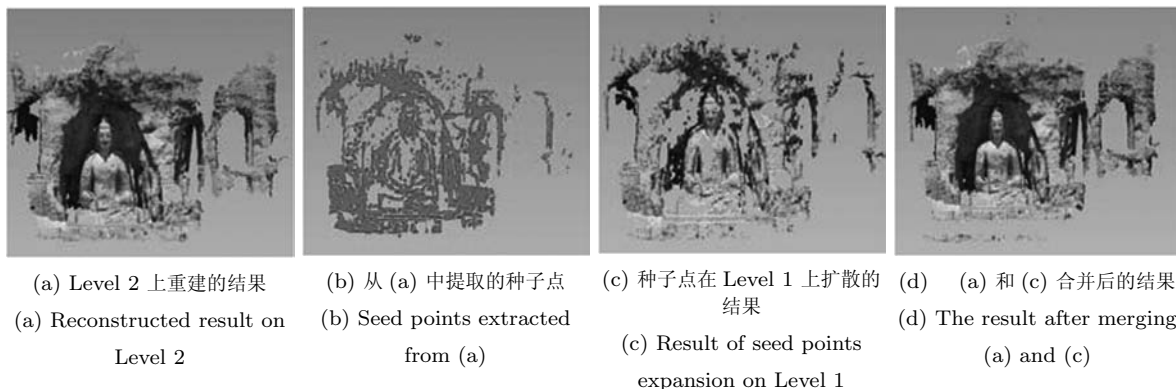 (a) Level 2 上重建的结果
(a) Reconstructed result on
Level 2
(b) 从 (a) 中提取的种子点
(b) Seed points extracted
from (a)
(c) 种子点在 Level 1 上扩散的
结果
(c) Result of seed points
expansion on Level 1
(d) (a) 和 (c) 合并后的结果
(d) The result after merging
(a) and (c)